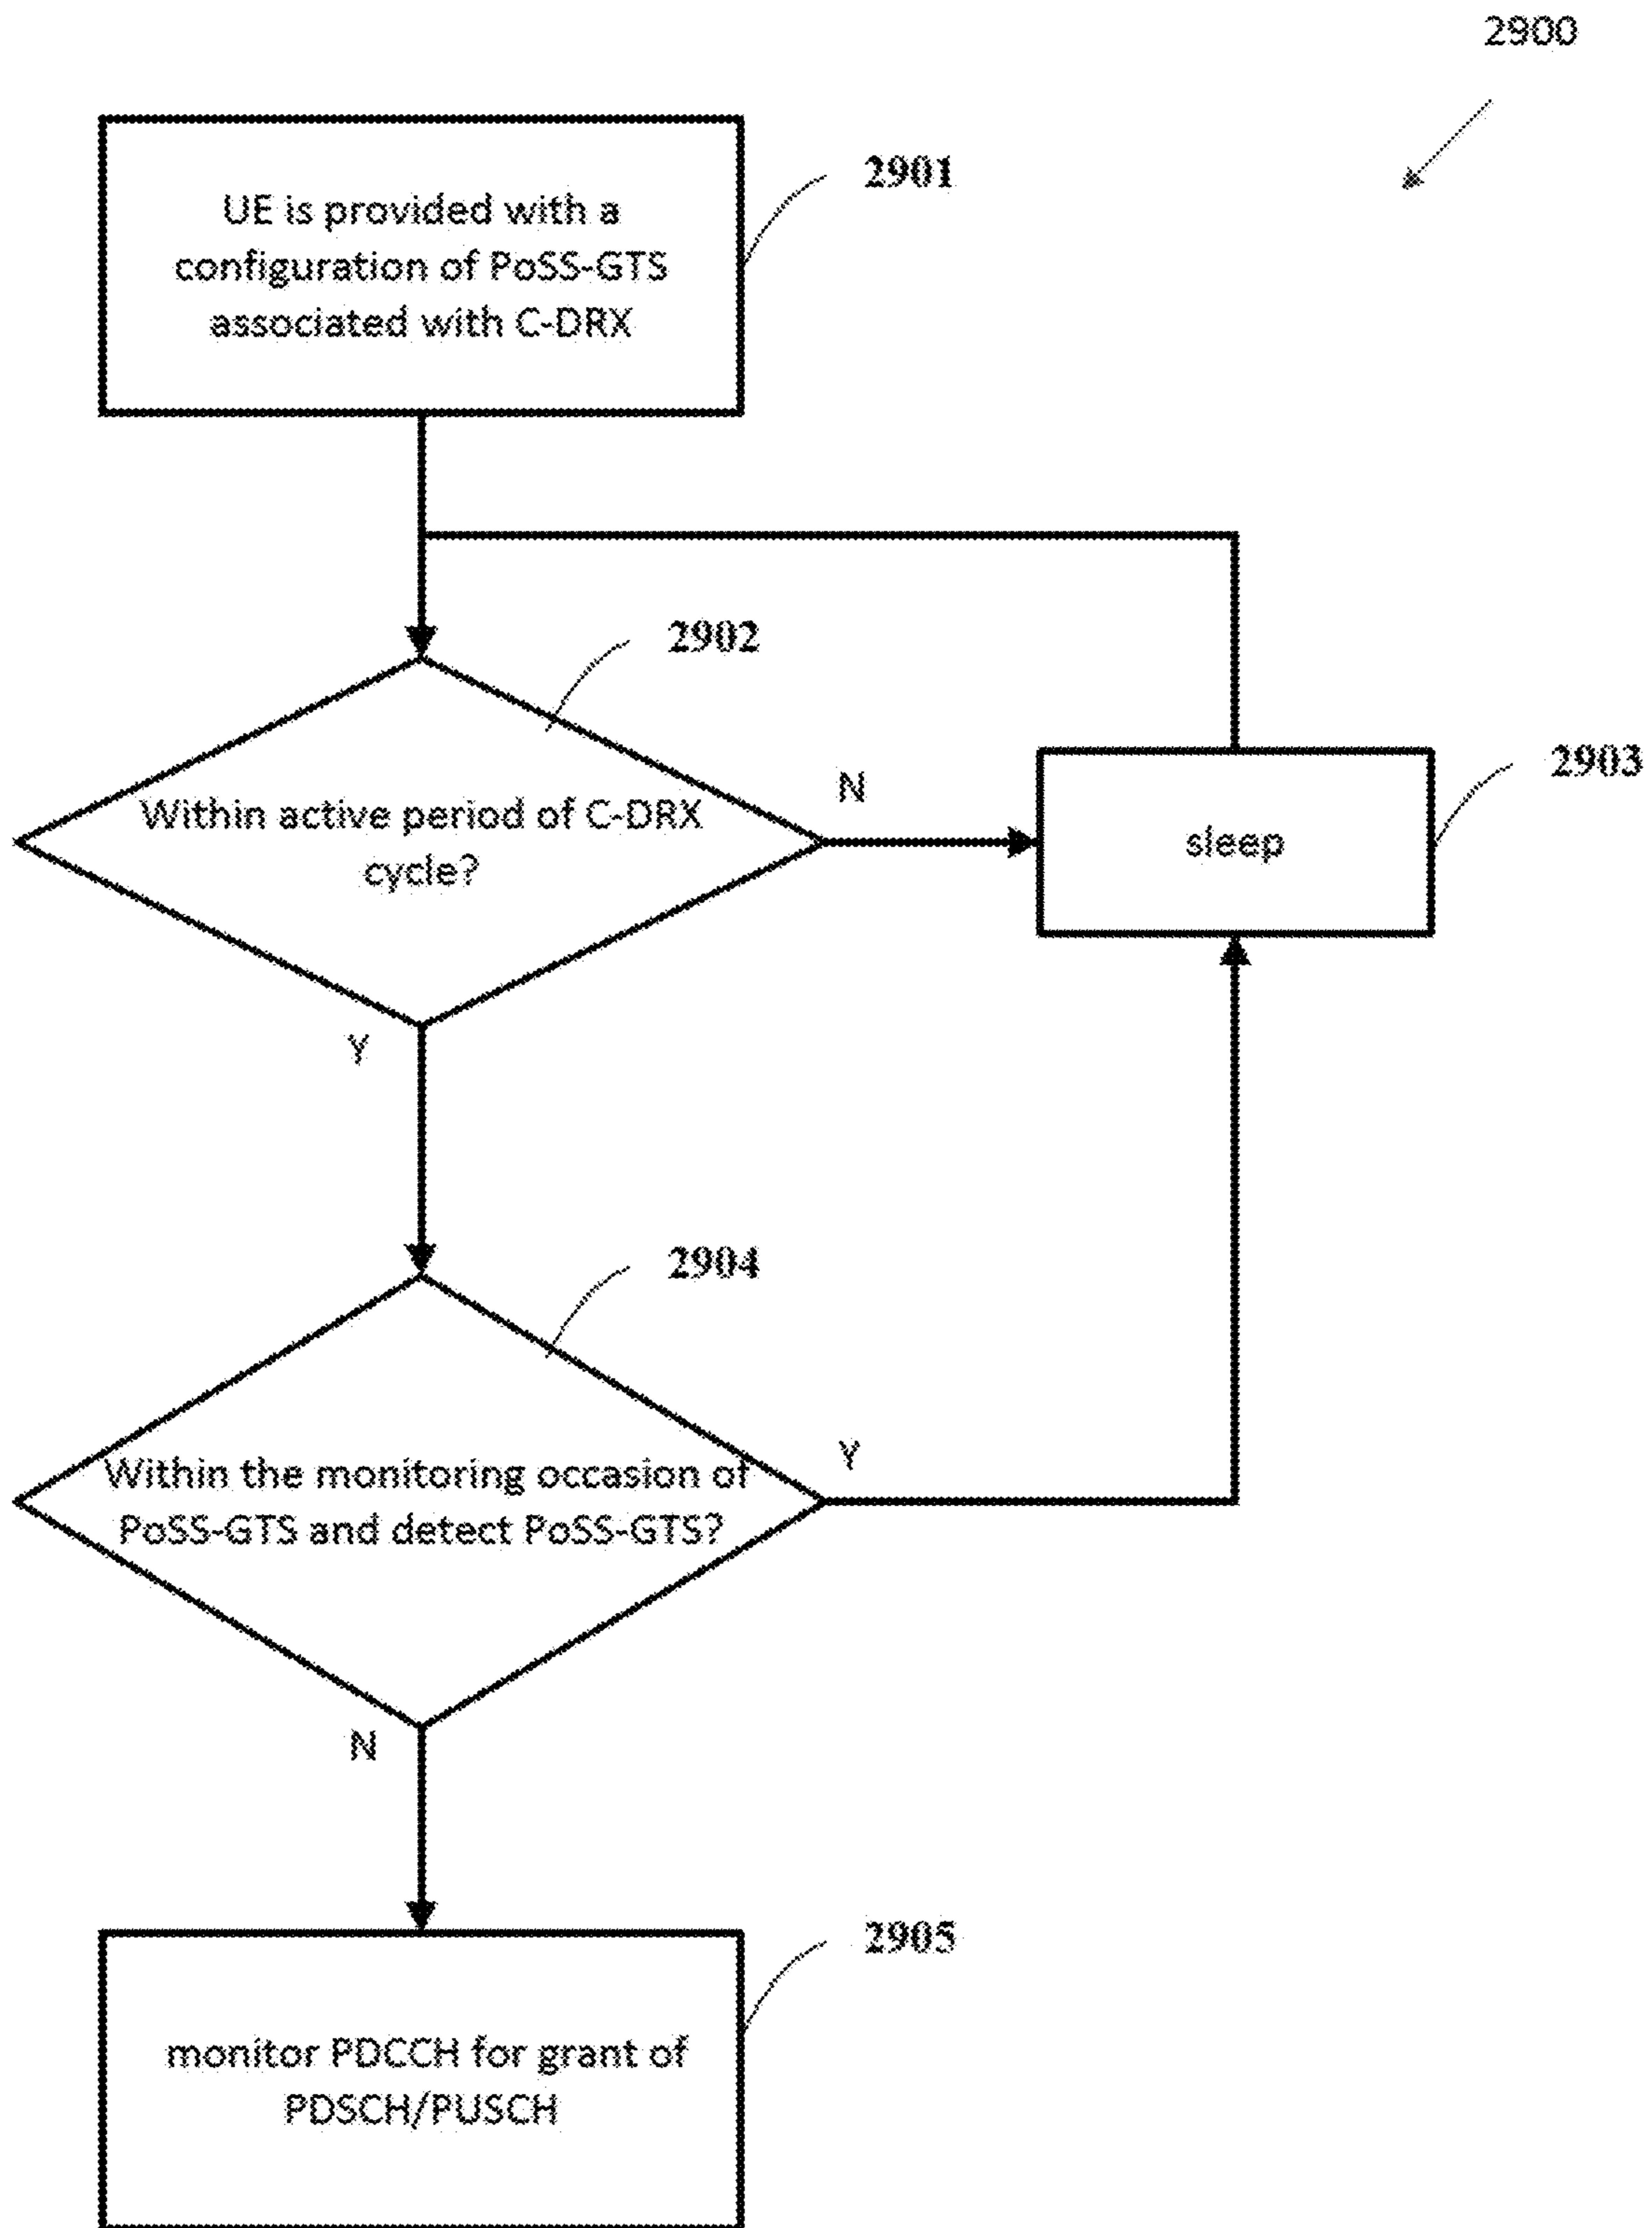 2900
2901
UE is provided with a
configuration of PoSS-GTS
associated with C-DRX
2902
Within active period of C-DRX
cycle?
N
2903
sleep
Y
2904
Within the monitoring occasion of
PoSS-GTS and detect PoSS-GTS?
Y
N
2905
monitor PDCCH for grant of
PDSCH/PUSCH